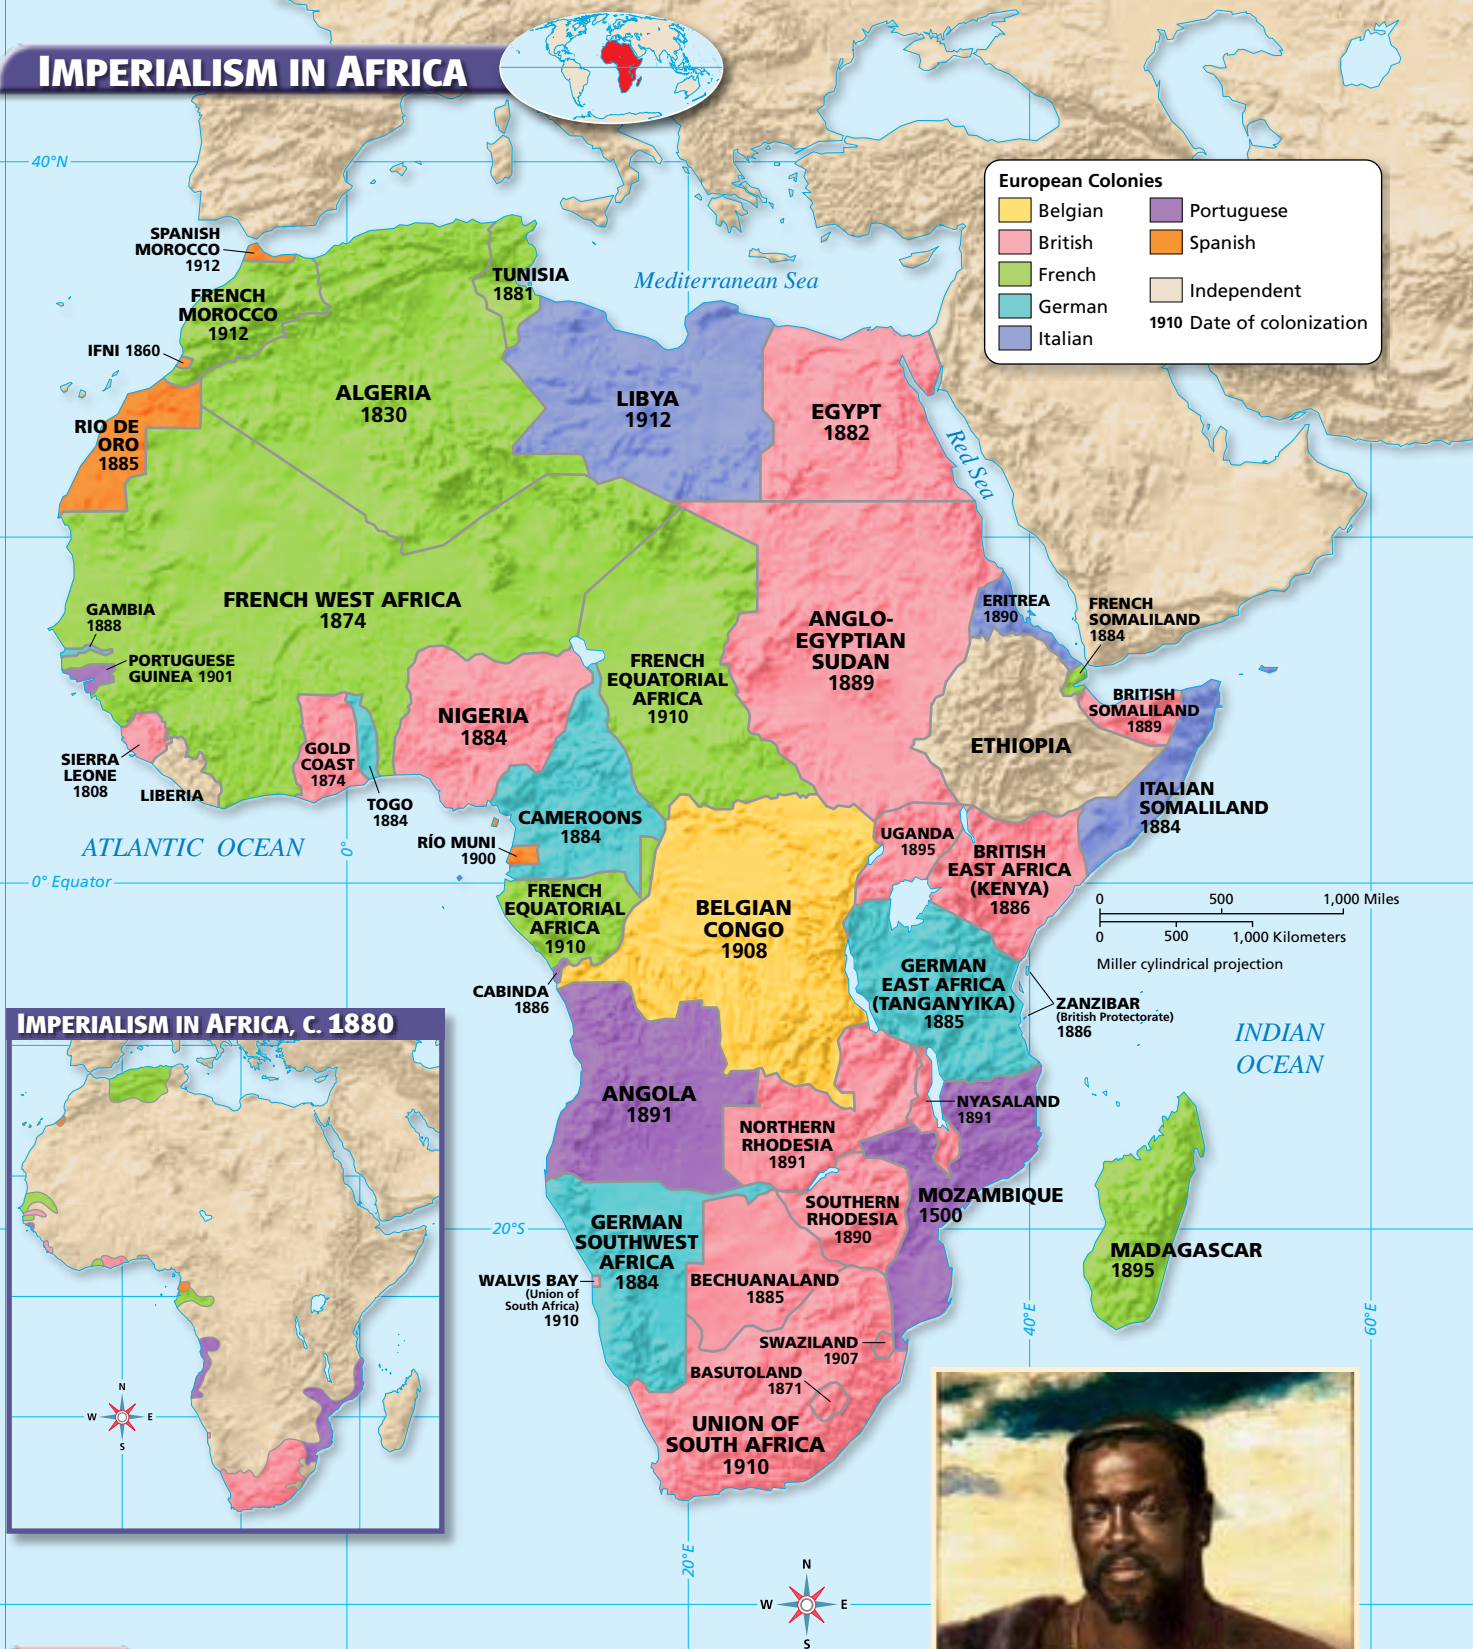 IMPERIALISM IN AFRICA
40°N
European Colonies
Belgian
British
French
German
Italian
Portuguese
Spanish
Independent
1910 Date of colonization
SPANISH
MOROCCO
1912
FRENCH
MOROCCO
1912
IFNI 1860
TUNISIA
1881
Mediterranean Sea
ALGERIA
1830
LIBYA
1912
EGYPT
1882
RIO DE
ORO
1885
Red Sea
FRENCH WEST AFRICA
1874
GAMBIA
1888
PORTUGUESE
GUINEA 1901
ANGLO-
EGYPTIAN
SUDAN
1889
ERITREA
1890
FRENCH
SOMALILAND
1884
FRENCH
EQUATORIAL
AFRICA
1910
NIGERIA
1884
BRITISH
SOMALILAND
1889
ETHIOPIA
GOLD
COAST
1874
SIERRA
LEONE
1808
LIBERIA
TOGO
1884
ITALIAN
SOMALILAND
1884
CAMEROONS
1884
UGANDA
1895
BRITISH
EAST AFRICA
(KENYA)
1886
ATLANTIC OCEAN
0°
RÍO MUNI
1900
0° Equator
FRENCH
EQUATORIAL
AFRICA
1910
BELGIAN
CONGO
1908
0 500 1,000 Miles
0 500 1,000 Kilometers
Miller cylindrical projection
GERMAN
EAST AFRICA
(TANGANYIKA)
1885
CABINDA
1886
ZANZIBAR
(British Protectorate)
1886
INDIAN
OCEAN
IMPERIALISM IN AFRICA, C. 1880
ANGOLA
1891
NYASALAND
1891
NORTHERN
RHODESIA
1891
MOZAMBIQUE
1500
SOUTHERN
RHODESIA
1890
20°S
GERMAN
SOUTHWEST
AFRICA
1884
MADAGASCAR
1895
WALVIS BAY
(Union of
South Africa)
1910
BECHUANALAND
1885
40°E
60°E
SWAZILAND
1907
BASUTOLAND
1871
UNION OF
SOUTH AFRICA
1910
N
W E
S
20°E
N
W E
S